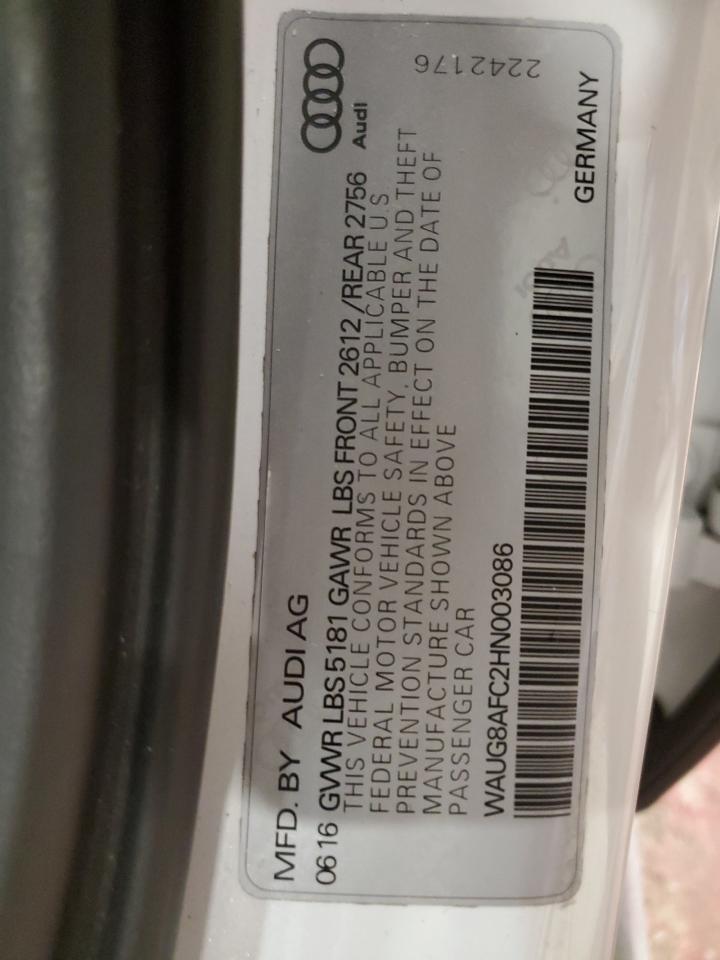 MFD. BY AUDI AG
Audi
0616 GVWR LBS 5181 GAWR LBS FRONT 2612 /REAR 2756
THIS VEHICLE CONFORMS TO ALL APPLICABLE U.S
FEDERAL MOTOR VEHICLE SAFETY, BUMPER AND THEFT
PREVENTION STANDARDS IN EFFECT ON THE DATE OF
MANUFACTURE SHOWN ABOVE
PASSENGER CAR
2242176
WAUG8AFC2HN003086
GERMANY